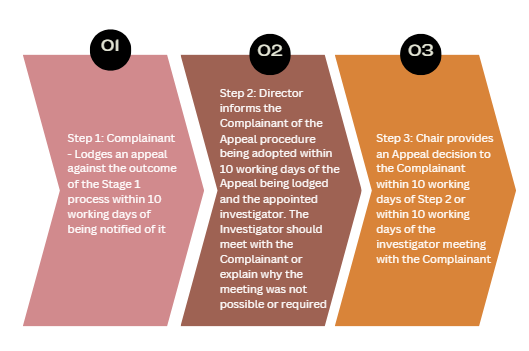 01
Step 1: Complainant
- Lodges an appeal
against the outcome
of the Stage 1
process within 10
working days of
being notified of it
02
Step 2: Director
informs the
Complainant of the
Appeal procedure
being adopted within
10 working days of the
Appeal being lodged
and the appointed
investigator. The
Investigator should
meet with the
Complainant or
explain why the
meeting was not
possible or required
03
Step 3: Chair provides
an Appeal decision to
the Complainant
within 10 working
days of Step 2 or
within 10 working
days of the
investigator meeting
with the Complainant